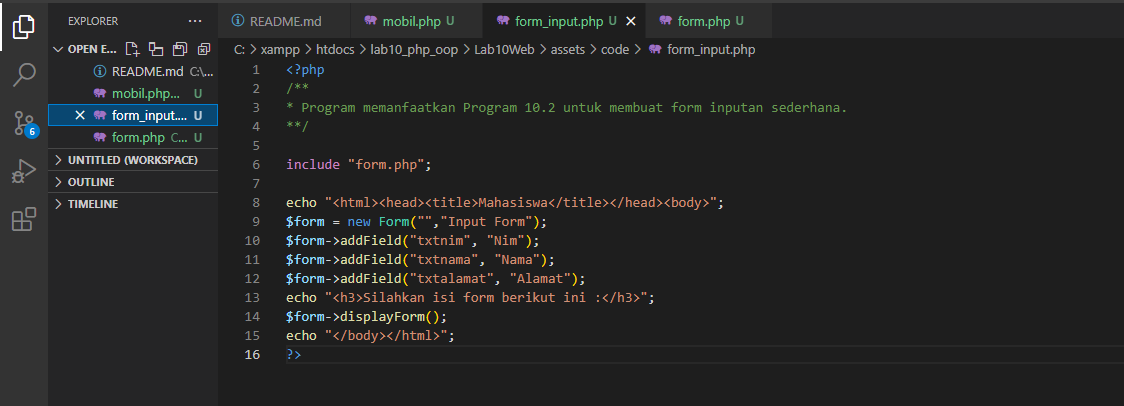 EXPLORER ...
README.md
mobil.php U
form_input.php U
form.php U
OPEN E...
C: > xampp > htdocs > lab10_php_oop > Lab10Web > assets > code > form_input.php
README.md C:\...
mobil.php... U
form_input.... U
form.php C... U
UNTITLED (WORKSPACE)
OUTLINE
TIMELINE
6
1 <?php
2 /**
3 * Program memanfaatkan Program 10.2 untuk membuat form inputan sederhana.
4 **/
5
6 include "form.php";
7
8 echo "<html><head><title>Mahasiswa</title></head><body>";
9 $form = new Form("","Input Form");
10 $form->addField("txtnim", "Nim");
11 $form->addField("txtnama", "Nama");
12 $form->addField("txtalamat", "Alamat");
13 echo "<h3>Silahkan isi form berikut ini :</h3>";
14 $form->displayForm();
15 echo "</body></html>";
16 ?>